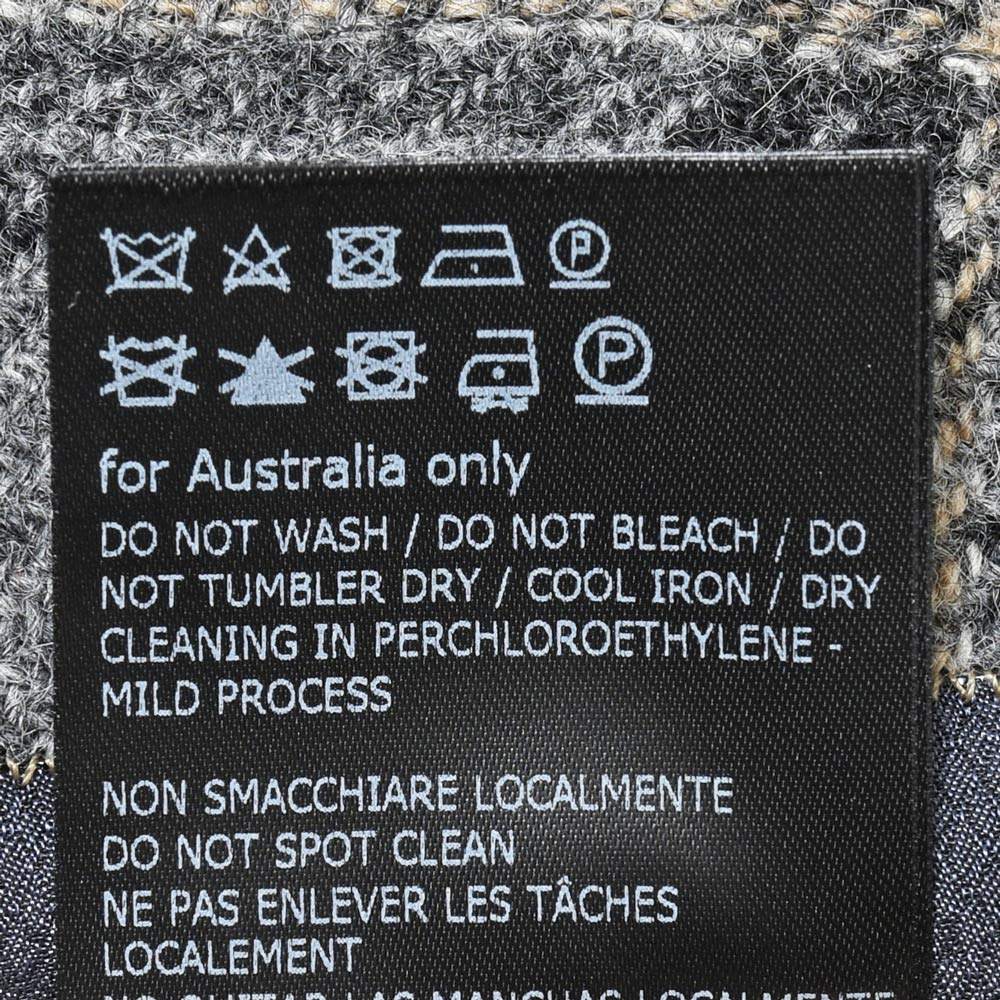 P
P
for Australia only
DO NOT WASH / DO NOT BLEACH / DO
NOT TUMBLER DRY / COOL IRON / DRY
CLEANING IN PERCHLOROETHYLENE -
MILD PROCESS
NON SMACCHIARE LOCALMENTE
DO NOT SPOT CLEAN
NE PAS ENLEVER LES TÂCHES
LOCALEMENT